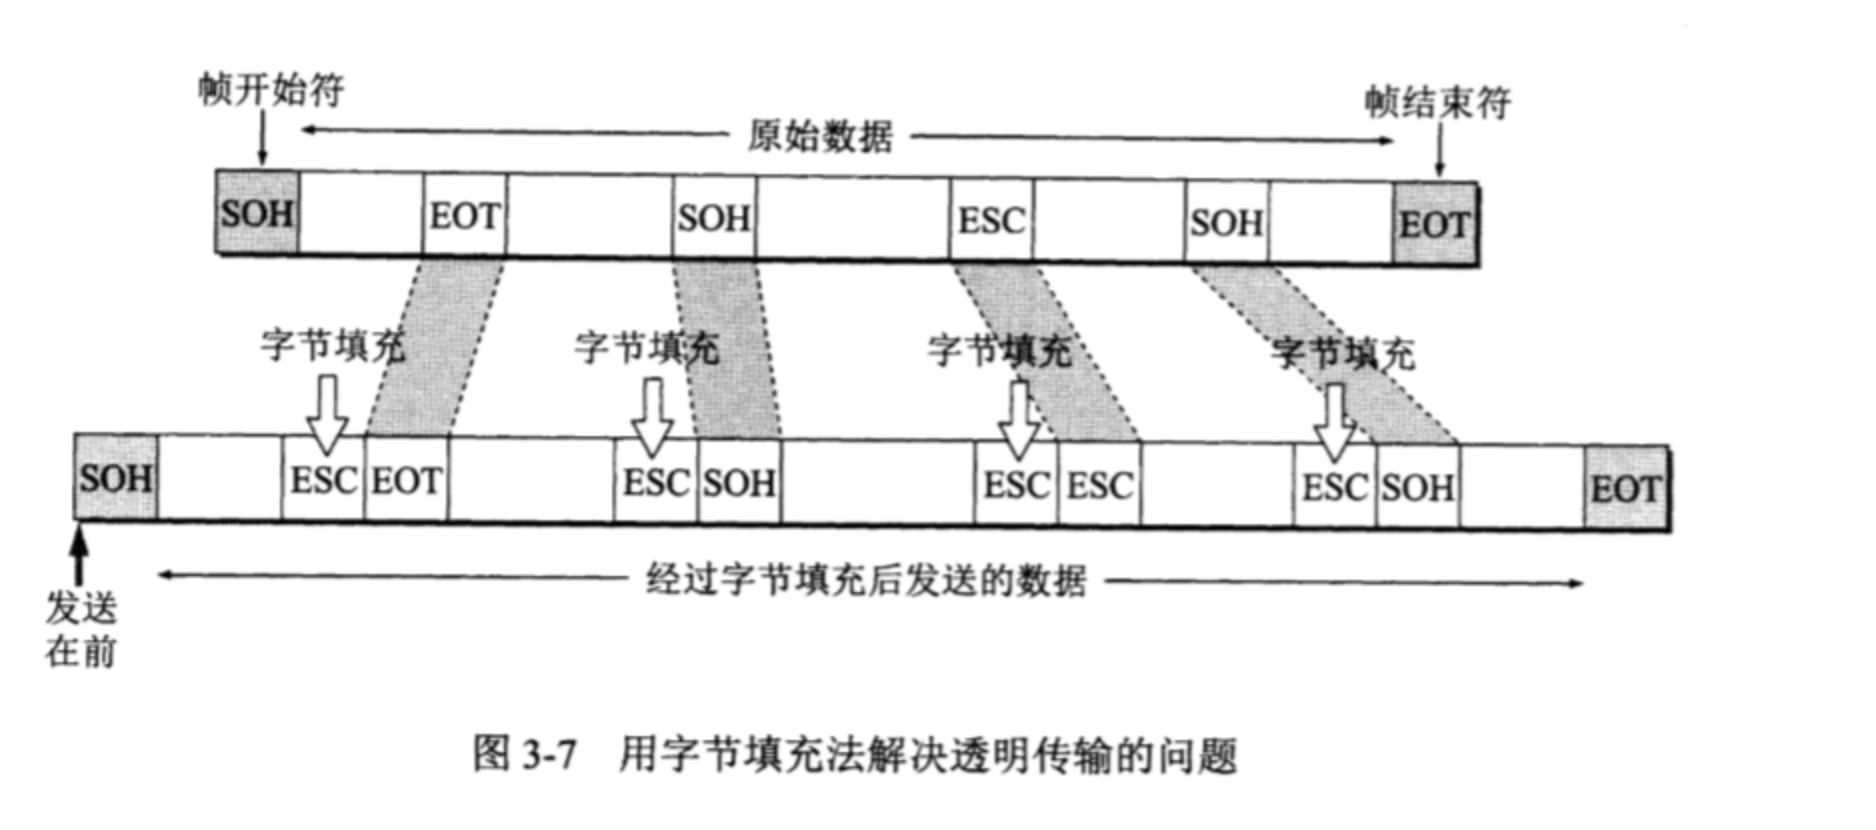 帧开始符
帧结束符
原始数据
SOH EOT SOH ESC SOH EOT
字节填充 字节填充 字节填充 字节填充
SOH ESC EOT ESC SOH ESC ESC ESC SOH EOT
经过字节填充后发送的数据
发送
在前
图 3-7 用字节填充法解决透明传输的问题